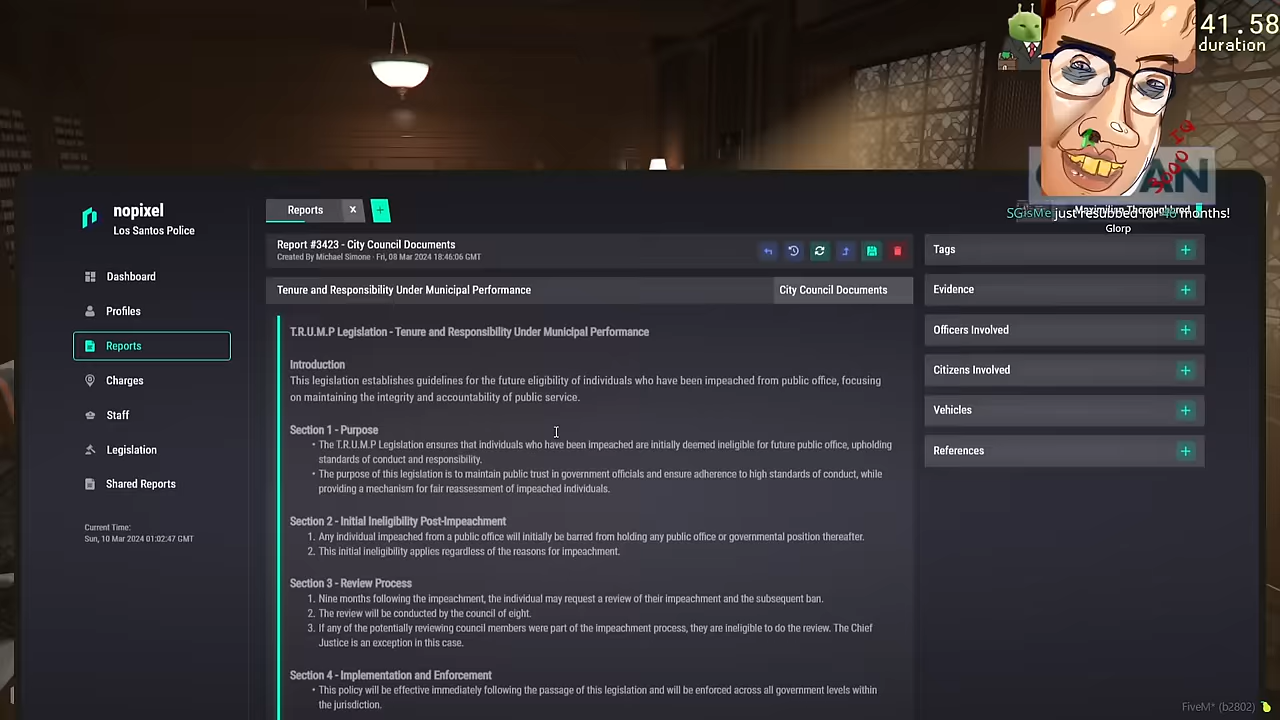 41.58
duration
3000 IQ
AN
SGisMe just resubbed for months!
Maximilian Thoroughbred
Glorp
nopixel
Los Santos Police
Dashboard
Profiles
Reports
Charges
Staff
Legislation
Shared Reports
Current Time:
Sun, 10 Mar 2024 01:02:47 GMT
Reports x +
Report #3423 - City Council Documents
Created By Michael Simone - Fri, 08 Mar 2024 18:46:06 GMT
Tenure and Responsibility Under Municipal Performance
City Council Documents
T.R.U.M.P Legislation - Tenure and Responsibility Under Municipal Performance
Introduction
This legislation establishes guidelines for the future eligibility of individuals who have been impeached from public office, focusing
on maintaining the integrity and accountability of public service.
Section 1 - Purpose
• The T.R.U.M.P Legislation ensures that individuals who have been impeached are initially deemed ineligible for future public office, upholding
standards of conduct and responsibility.
• The purpose of this legislation is to maintain public trust in government officials and ensure adherence to high standards of conduct, while
providing a mechanism for fair reassessment of impeached individuals.
Section 2 - Initial Ineligibility Post-Impeachment
1. Any individual impeached from a public office will initially be barred from holding any public office or governmental position thereafter.
2. This initial ineligibility applies regardless of the reasons for impeachment.
Section 3 - Review Process
1. Nine months following the impeachment, the individual may request a review of their impeachment and the subsequent ban.
2. The review will be conducted by the council of eight.
3. If any of the potentially reviewing council members were part of the impeachment process, they are ineligible to do the review. The Chief
Justice is an exception in this case.
Section 4 - Implementation and Enforcement
• This policy will be effective immediately following the passage of this legislation and will be enforced across all government levels within
the jurisdiction.
Tags +
Evidence +
Officers Involved +
Citizens Involved +
Vehicles +
References +
FiveM* (b2802)